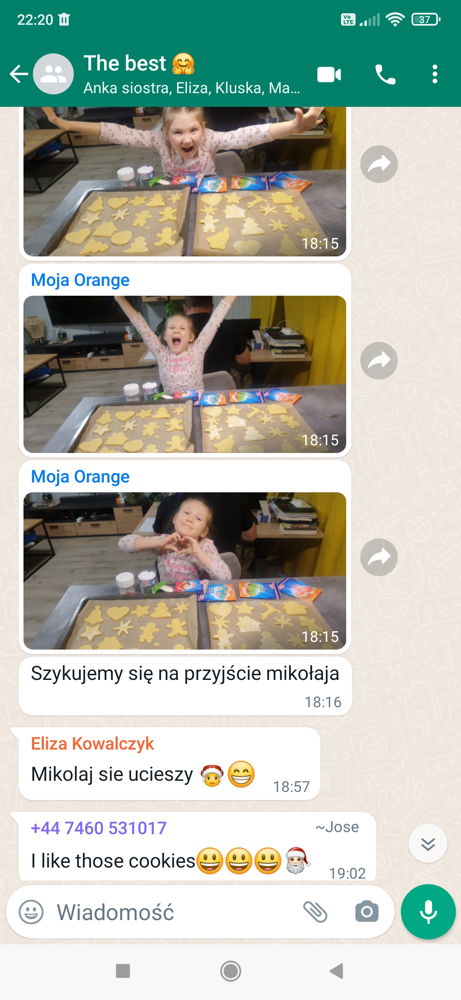 22:20
Vo
LTE
37
The best 🤗
Anka siostra, Eliza, Kluska, Ma...
18:15
Moja Orange
18:15
Moja Orange
18:15
Szykujemy się na przyjście mikołaja
18:16
Eliza Kowalczyk
Mikolaj sie ucieszy 🤶😁
18:57
+44 7460 531017 ~Jose
I like those cookies😃😃😃🎅🏻
19:02
Wiadomość